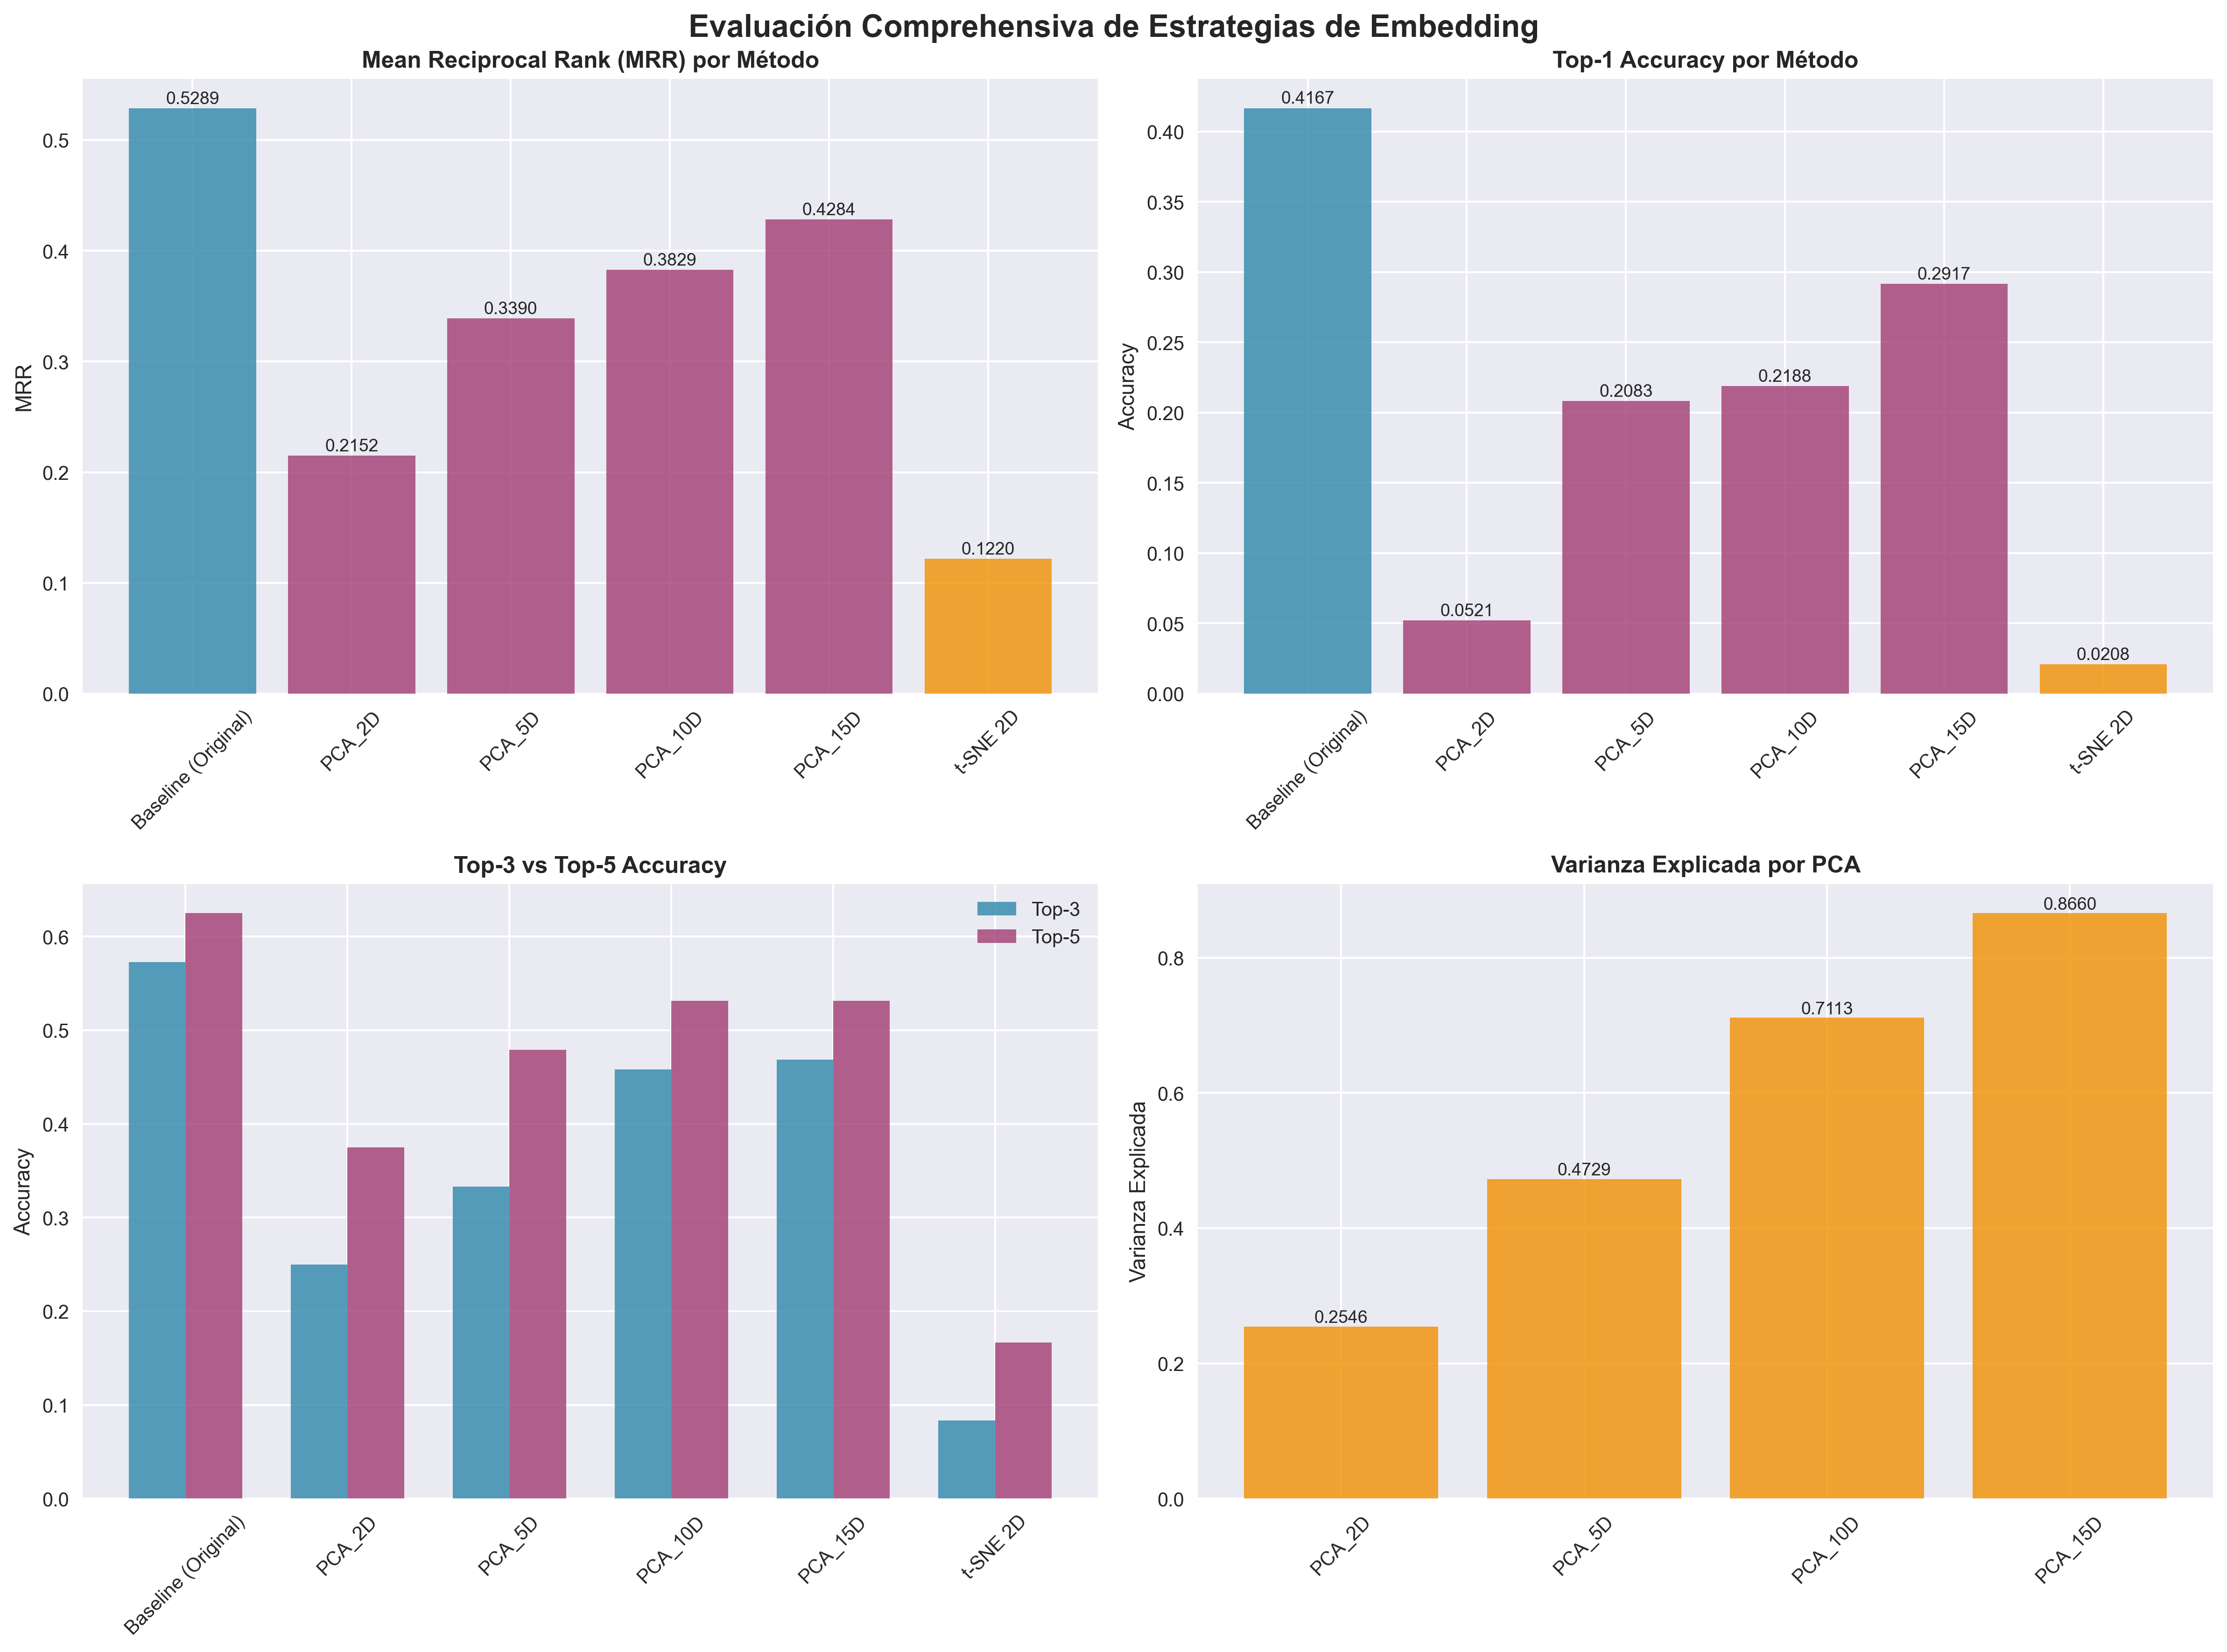 Evaluación Comprehensiva de Estrategias de Embedding
Mean Reciprocal Rank (MRR) por Método
MRR
0.5
0.4
0.3
0.2
0.1
0.0
0.5289
0.2152
0.3390
0.3829
0.4284
0.1220
Baseline (Original)
PCA_2D
PCA_5D
PCA_10D
PCA_15D
t-SNE 2D
Top-1 Accuracy por Método
Accuracy
0.40
0.35
0.30
0.25
0.20
0.15
0.10
0.05
0.00
0.4167
0.0521
0.2083
0.2188
0.2917
0.0208
Baseline (Original)
PCA_2D
PCA_5D
PCA_10D
PCA_15D
t-SNE 2D
Top-3 vs Top-5 Accuracy
Accuracy
0.6
0.5
0.4
0.3
0.2
0.1
0.0
Top-3
Top-5
Baseline (Original)
PCA_2D
PCA_5D
PCA_10D
PCA_15D
t-SNE 2D
Varianza Explicada por PCA
Varianza Explicada
0.8
0.6
0.4
0.2
0.0
0.2546
0.4729
0.7113
0.8660
PCA_2D
PCA_5D
PCA_10D
PCA_15D